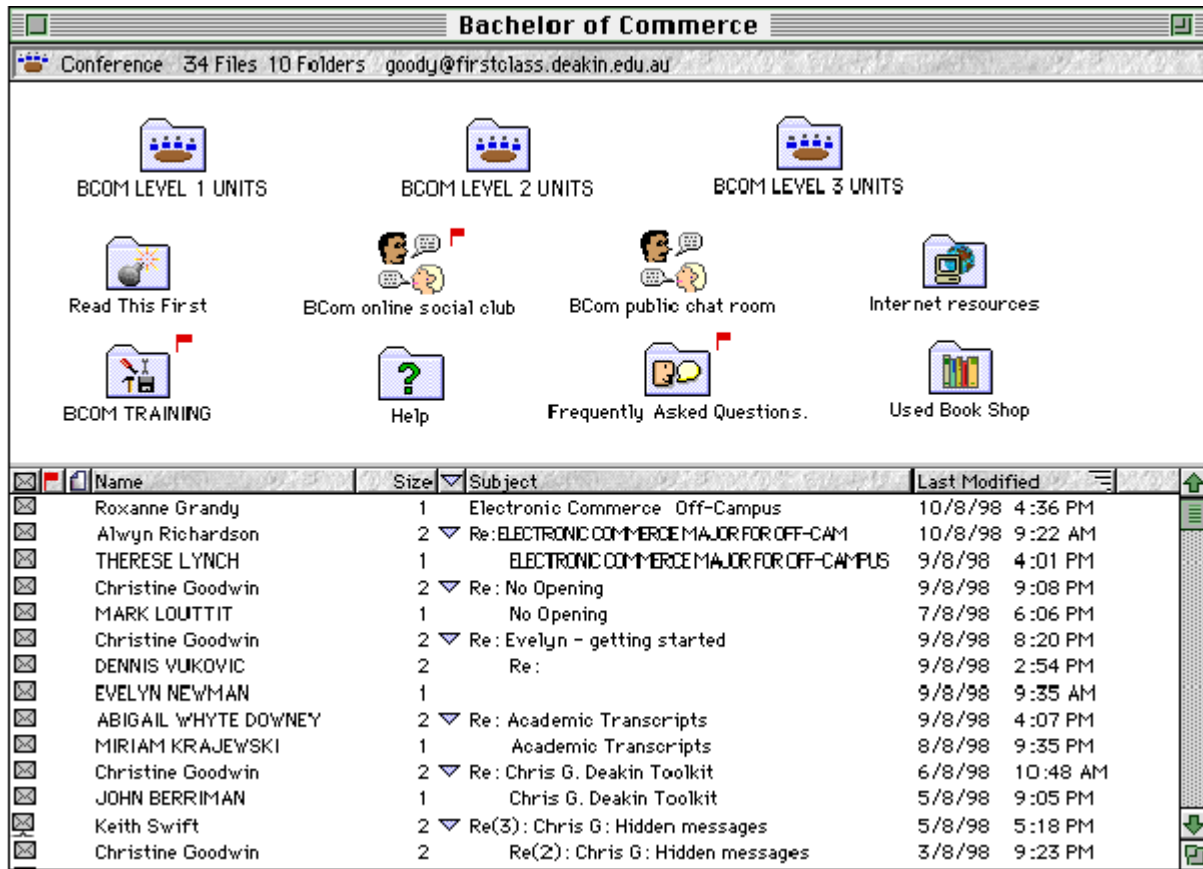 Bachelor of Commerce
Conference 34 Files 10 Folders goody@firstclass.deakin.edu.au
BCOM LEVEL 1 UNITS BCOM LEVEL 2 UNITS BCOM LEVEL 3 UNITS
Read This First BCom online social club BCom public chat room Internet resources
BCOM TRAINING Help Frequently Asked Questions. Used Book Shop
Name Size Subject Last Modified
Roxanne Grandy 1 Electronic Commerce Off-Campus 10/8/98 4:36 PM
Alwyn Richardson 2 Re:ELECTRONIC COMMERCE MAJOR FOR OFF-CAM 10/8/98 9:22 AM
THERESE LYNCH 1 ELECTRONIC COMMERCE MAJOR FOR OFF-CAMPUS 9/8/98 4:01 PM
Christine Goodwin 2 Re: No Opening 9/8/98 9:08 PM
MARK LOUTTIT 1 No Opening 7/8/98 6:06 PM
Christine Goodwin 2 Re: Evelyn - getting started 9/8/98 8:20 PM
DENNIS VUKOVIC 2 Re: 9/8/98 2:54 PM
EVELYN NEWMAN 1 9/8/98 9:35 AM
ABIGAIL WHYTE DOWNEY 2 Re: Academic Transcripts 9/8/98 4:07 PM
MIRIAM KRAJEWSKI 1 Academic Transcripts 8/8/98 9:35 PM
Christine Goodwin 2 Re: Chris G. Deakin Toolkit 6/8/98 10:48 AM
JOHN BERRIMAN 1 Chris G. Deakin Toolkit 5/8/98 9:05 PM
Keith Swift 2 Re(3): Chris G: Hidden messages 5/8/98 5:18 PM
Christine Goodwin 2 Re(2): Chris G: Hidden messages 3/8/98 9:23 PM